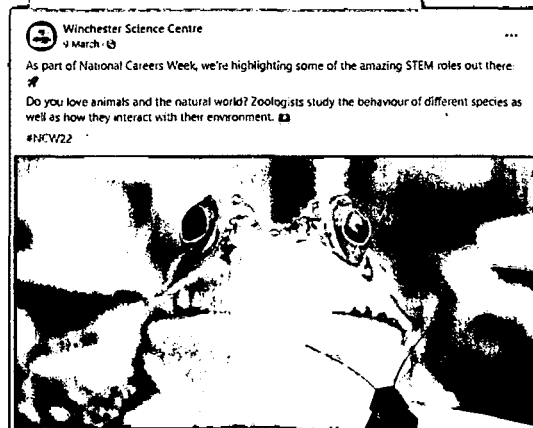 Winchester Science Centre
9 March
As part of National Careers Week, we're highlighting some of the amazing STEM roles out there
Do you love animals and the natural world? Zoologists study the behaviour of different species as
well as how they interact with their environment.
#NCW22